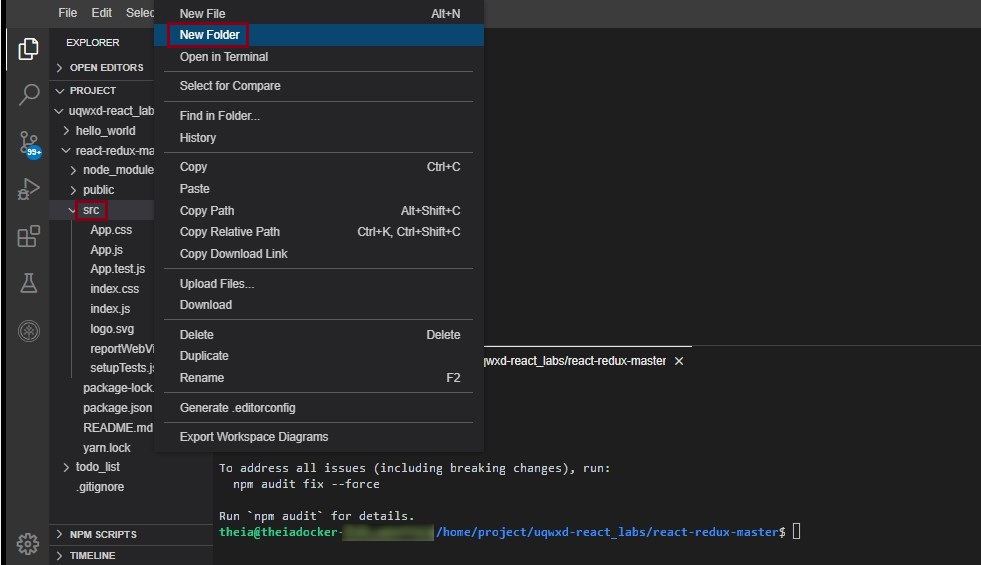 File Edit Selec
EXPLORER
OPEN EDITORS
PROJECT
uqwxd-react_lab
hello_world
react-redux-ma
node_module
public
src
App.css
App.js
App.test.js
index.css
index.js
logo.svg
reportWebVi
setupTests.js
package-lock.
package.json
README.md
yarn.lock
todo_list
.gitignore
NPM SCRIPTS
TIMELINE
99+
New File Alt+N
New Folder
Open in Terminal
Select for Compare
Find in Folder...
History
Copy Ctrl+C
Paste
Copy Path Alt+Shift+C
Copy Relative Path Ctrl+K, Ctrl+Shift+C
Copy Download Link
Upload Files...
Download
Delete Delete
Duplicate
Rename F2
Generate .editorconfig
Export Workspace Diagrams
qwxd-react_labs/react-redux-master ×
To address all issues (including breaking changes), run:
npm audit fix --force
Run `npm audit` for details.
theia@theiadocker- /home/project/uqwxd-react_labs/react-redux-master$